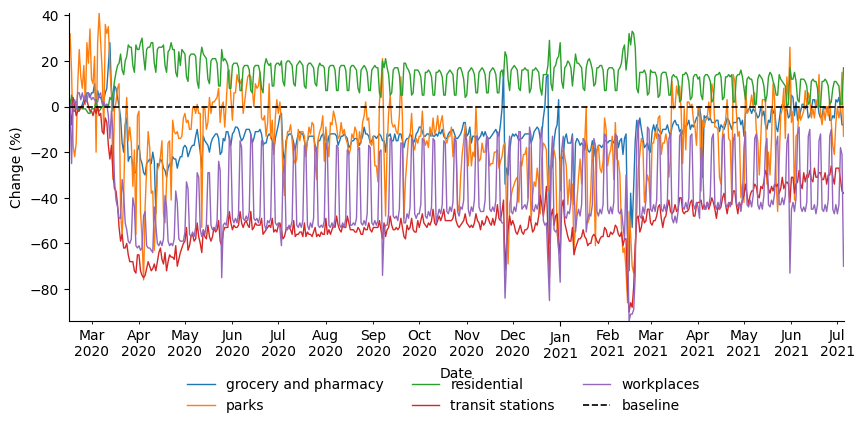 Change (%)
40
20
0
−20
−40
−60
−80
Mar Apr May Jun Jul Aug Sep Oct Nov Dec Jan Feb Mar Apr May Jun Jul
2020 2020 2020 2020 2020 2020 2020 2020 2020 2020 2021 2021 2021 2021 2021 2021 2021
Date
grocery and pharmacy residential workplaces
parks transit stations baseline